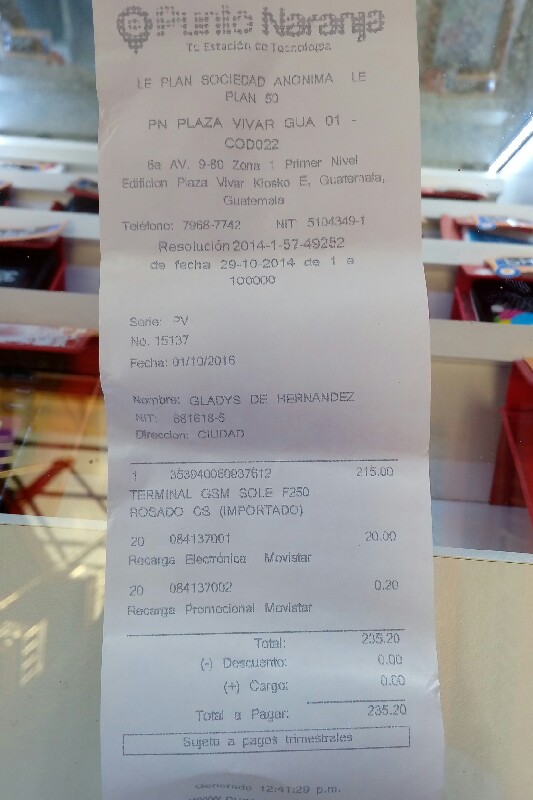 Punto Naranja
Tu Estación de Tecnología
LE PLAN SOCIEDAD ANONIMA LE
PLAN 50
PN PLAZA VIVAR GUA 01 -
COD022
6a AV. 9-80 Zona 1 Primer Nivel
Edificion Plaza Vivar Kiosko E, Guatemala,
Guatemala
Teléfono: 7968-7742 NIT 5104349-1
Resolución 2014-1-57-49252
de fecha 29-10-2014 de 1 a
100000
Serie: PV
No. 15137
Fecha: 01/10/2016
Nombre: GLADYS DE HERNANDEZ
NIT: 681618-5
Direccion: CIUDAD
1 353940060937612 215.00
TERMINAL GSM SOLE F250
ROSADO CS (IMPORTADO)
20 084137001 20.00
Recarga Electrónica Movistar
20 084137002 0.20
Recarga Promocional Movistar
Total: 235.20
(-) Descuento: 0.00
(+) Cargo: 0.00
Total a Pagar: 235.20
Sujeto a pagos trimestrales
Generado 12:41:29 p.m.